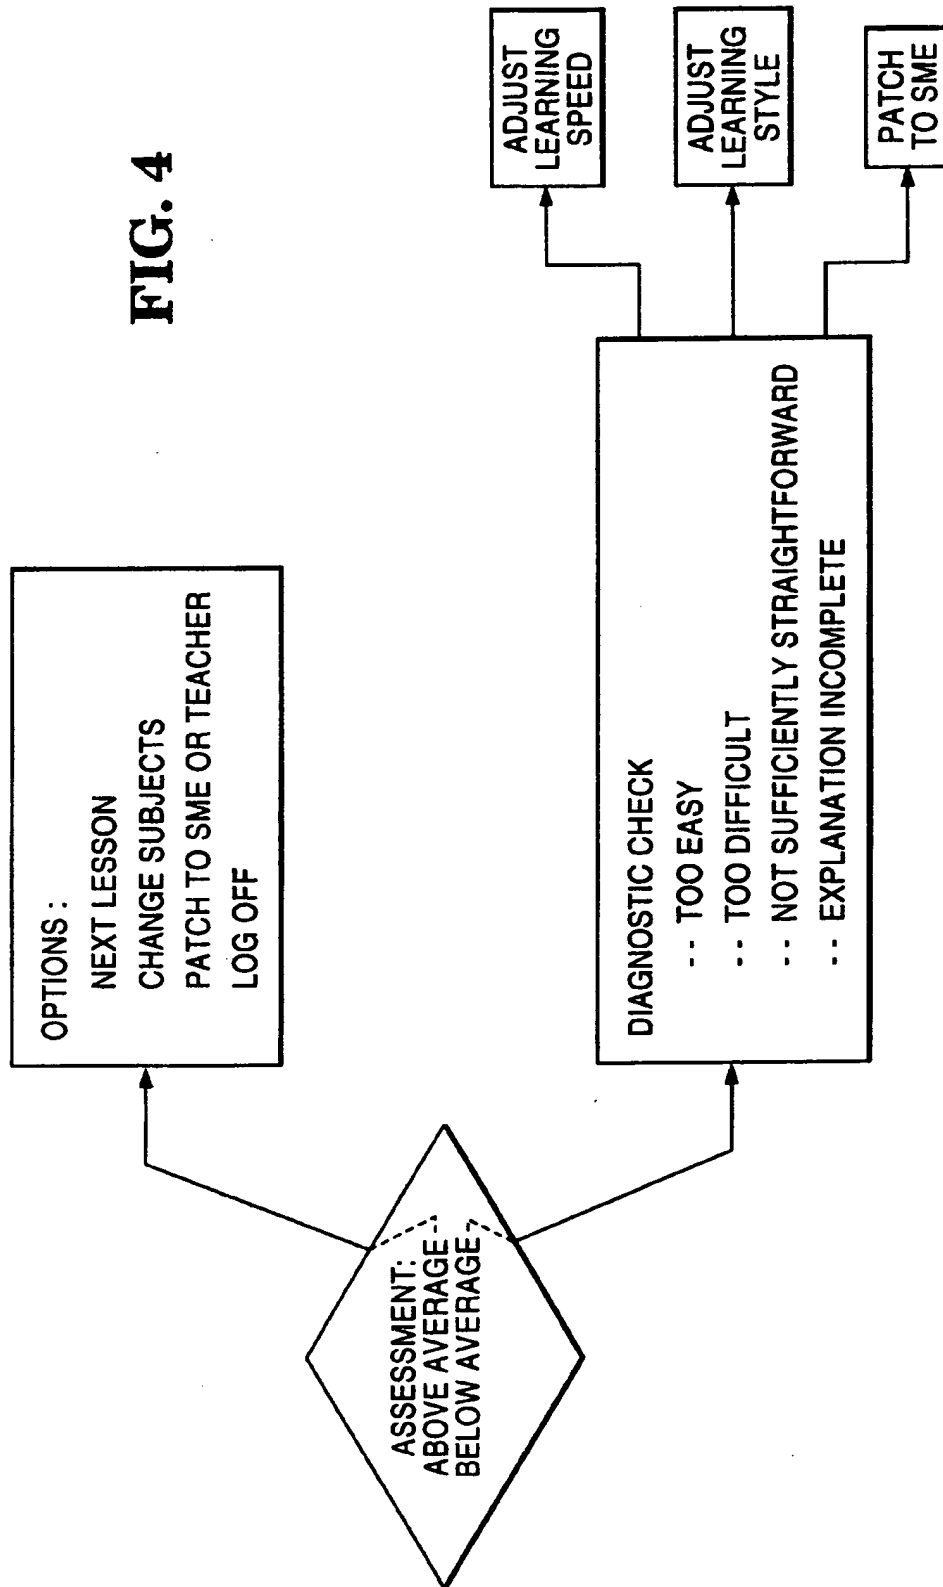 FIG. 4
ASSESSMENT:
ABOVE AVERAGE
BELOW AVERAGE
OPTIONS :
NEXT LESSON
CHANGE SUBJECTS
PATCH TO SME OR TEACHER
LOG OFF
DIAGNOSTIC CHECK
-- TOO EASY
-- TOO DIFFICULT
-- NOT SUFFICIENTLY STRAIGHTFORWARD
-- EXPLANATION INCOMPLETE
ADJUST
LEARNING
SPEED
ADJUST
LEARNING
STYLE
PATCH
TO SME